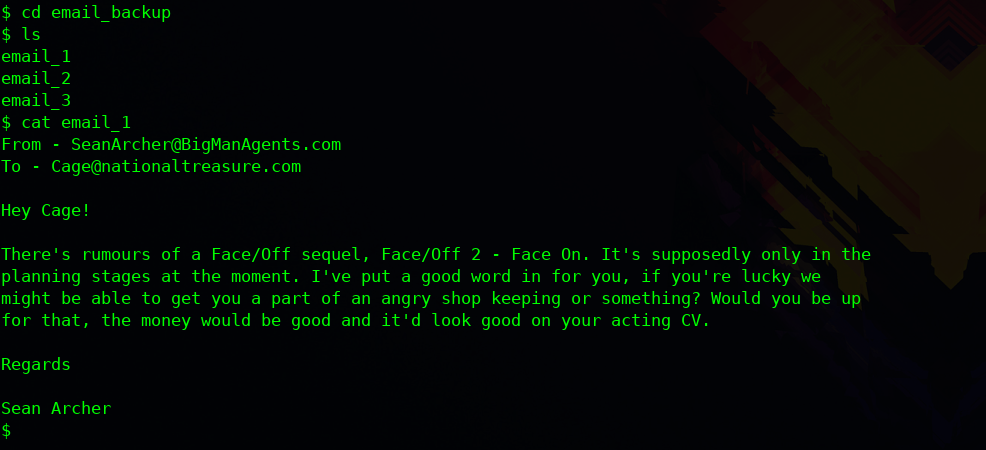 $ cd email_backup
$ ls
email_1
email_2
email_3
$ cat email_1
From - SeanArcher@BigManAgents.com
To - Cage@nationaltreasure.com
Hey Cage!
There's rumours of a Face/Off sequel, Face/Off 2 - Face On. It's supposedly only in the
planning stages at the moment. I've put a good word in for you, if you're lucky we
might be able to get you a part of an angry shop keeping or something? Would you be up
for that, the money would be good and it'd look good on your acting CV.
Regards
Sean Archer
$